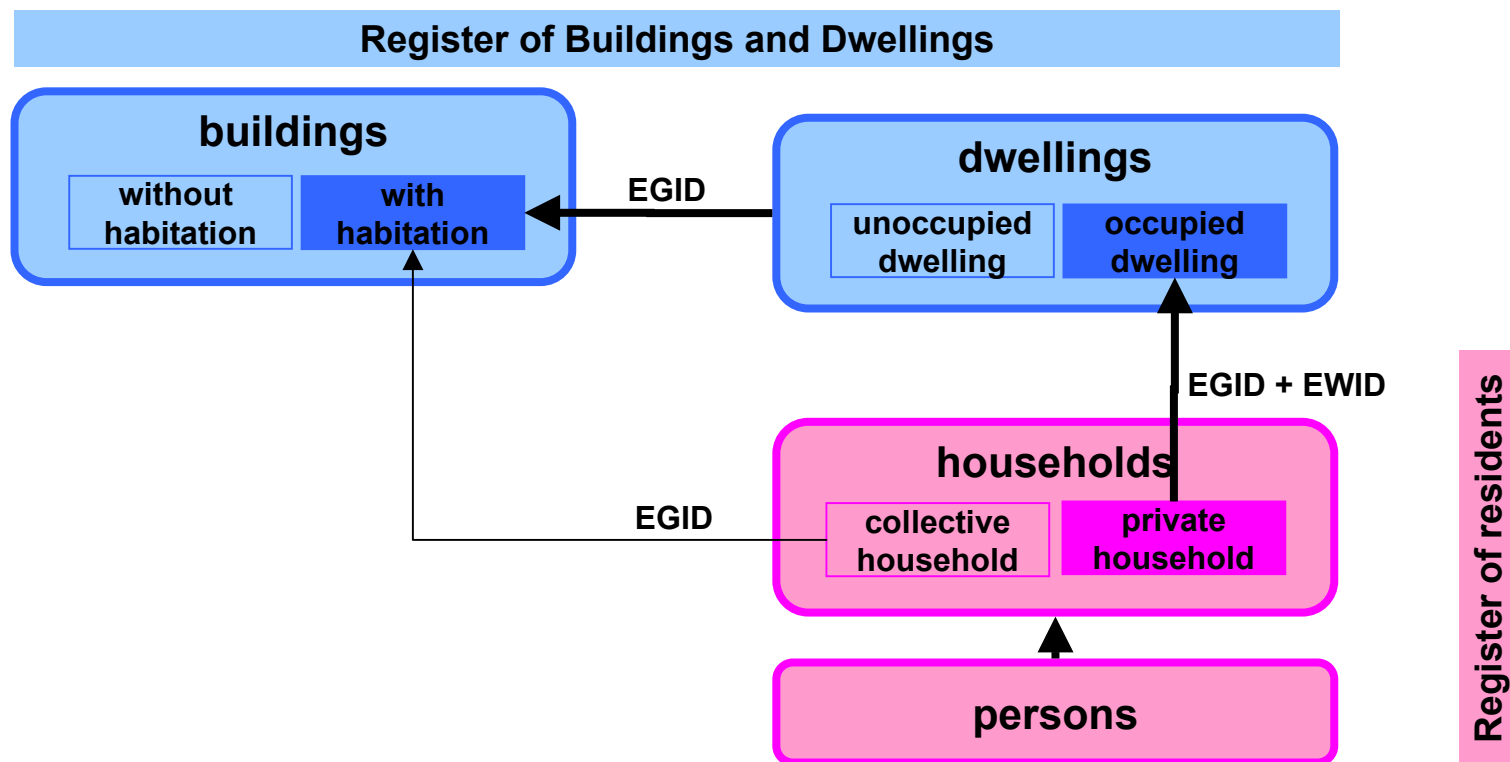 Register of Buildings and Dwellings
buildings
without
habitation
with
habitation
EGID
dwellings
unoccupied
dwelling
occupied
dwelling
EGID + EWID
households
EGID
collective
household
private
household
persons
Register of residents